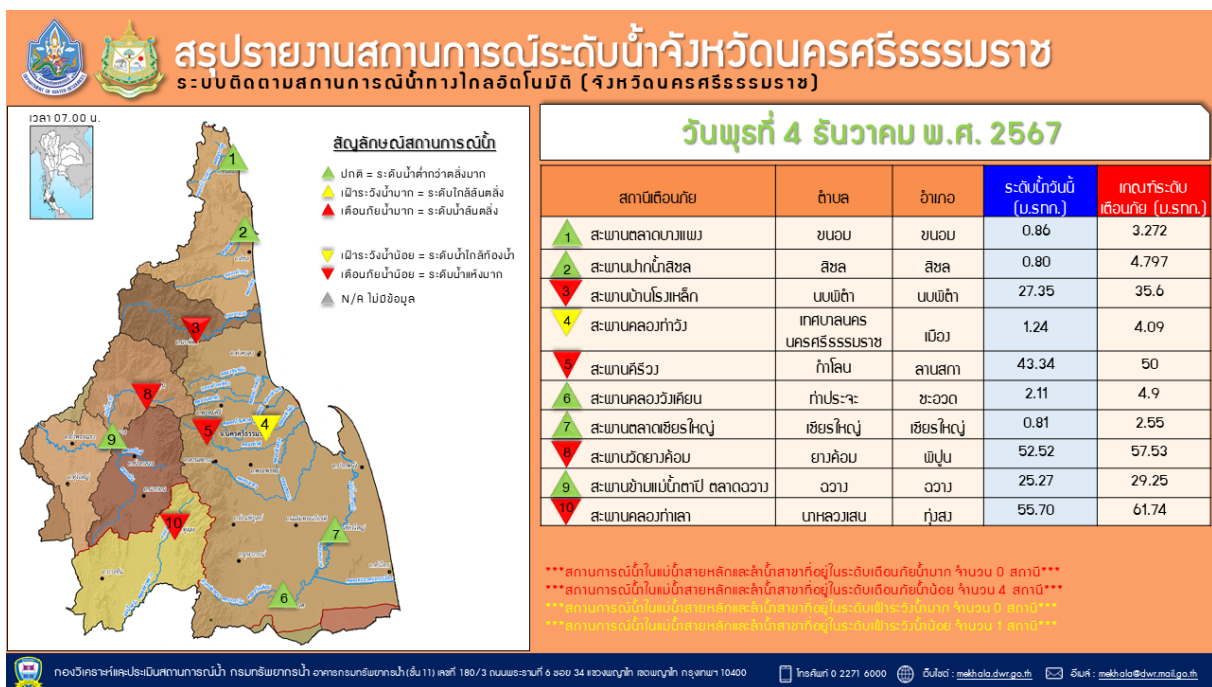 สรุปรายงานสถานการณ์ระดับน้ำจังหวัดนครศรีธรรมราช
ระบบติดตามสถานการณ์น้ำทางไกลอัตโนมัติ (จังหวัดนครศรีธรรมราช)
เวลา 07.00 น.
สัญลักษณ์สถานการณ์น้ำ
ปกติ = ระดับน้ำต่ำกว่าตลิ่งมาก
เฝ้าระวังน้ำมาก = ระดับใกล้ล้นตลิ่ง
เตือนภัยน้ำมาก = ระดับน้ำล้นตลิ่ง
เฝ้าระวังน้ำน้อย = ระดับน้ำใกล้ท้องน้ำ
เตือนภัยน้ำน้อย = ระดับน้ำแห้งมาก
N/A ไม่มีข้อมูล
1
2
3
8
5
4
9
10
7
6
วันพุธที่ 4 ธันวาคม พ.ศ. 2567
สถานีเตือนภัย ตำบล อำเภอ ระดับน้ำวันนี้ (ม.รทก.) เกณฑ์ระดับเตือนภัย (ม.รทก.)
1 สะพานตลาดบางแพง ขนอม ขนอม 0.86 3.272
2 สะพานปากน้ำสิชล สิชล สิชล 0.80 4.797
3 สะพานบ้านโรงเหล็ก นบพิตำ นบพิตำ 27.35 35.6
4 สะพานคลองท่าวัง เทศบาลนครนครศรีธรรมราช เมือง 1.24 4.09
5 สะพานคีรีวง กำโลน ลานสกา 43.34 50
6 สะพานคลองวังเคียน ท่าประจะ ชะอวด 2.11 4.9
7 สะพานตลาดเชียรใหญ่ เชียรใหญ่ เชียรใหญ่ 0.81 2.55
8 สะพานวัดยางค้อม ยางค้อม พิปูน 52.52 57.53
9 สะพานข้ามแม่น้ำตาปี ตลาดฉวาง ฉวาง ฉวาง 25.27 29.25
10 สะพานคลองท่าเลา นาหลวงเสน ทุ่งสง 55.70 61.74
***สถานการณ์น้ำในแม่น้ำสายหลักและลำน้ำสาขาที่อยู่ในระดับเตือนภัยน้ำมาก จำนวน 0 สถานี***
***สถานการณ์น้ำในแม่น้ำสายหลักและลำน้ำสาขาที่อยู่ในระดับเตือนภัยน้ำน้อย จำนวน 4 สถานี***
***สถานการณ์น้ำในแม่น้ำสายหลักและลำน้ำสาขาที่อยู่ในระดับเฝ้าระวังน้ำมาก จำนวน 0 สถานี***
***สถานการณ์น้ำในแม่น้ำสายหลักและลำน้ำสาขาที่อยู่ในระดับเฝ้าระวังน้ำน้อย จำนวน 1 สถานี***
กองวิเคราะห์และประเมินสถานการณ์น้ำ กรมทรัพยากรน้ำ อาคารกรมทรัพยากรน้ำ(ชั้น 11) เลขที่ 180/3 ถนนพระรามที่ 6 ซอย 34 แขวงพญาไท เขตพญาไท กรุงเทพฯ 10400 โทรศัพท์ 0 2271 6000 เว็บไซต์ : mekhala.dwr.go.th อีเมล์ : mekhala@dwr.mail.go.th